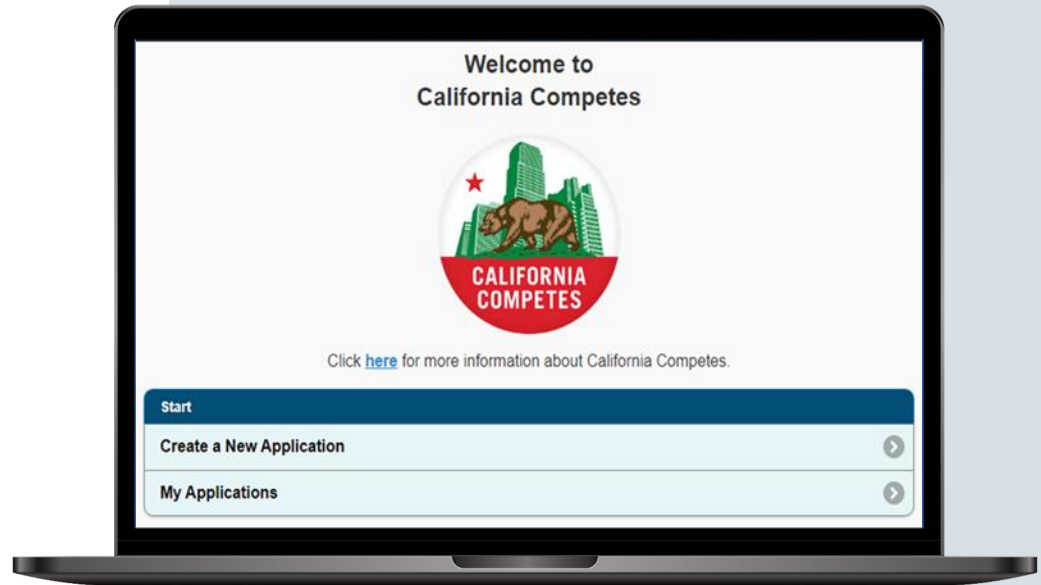 Welcome to
California Competes
CALIFORNIA
COMPETES
Click here for more information about California Competes.
Start
Create a New Application
My Applications